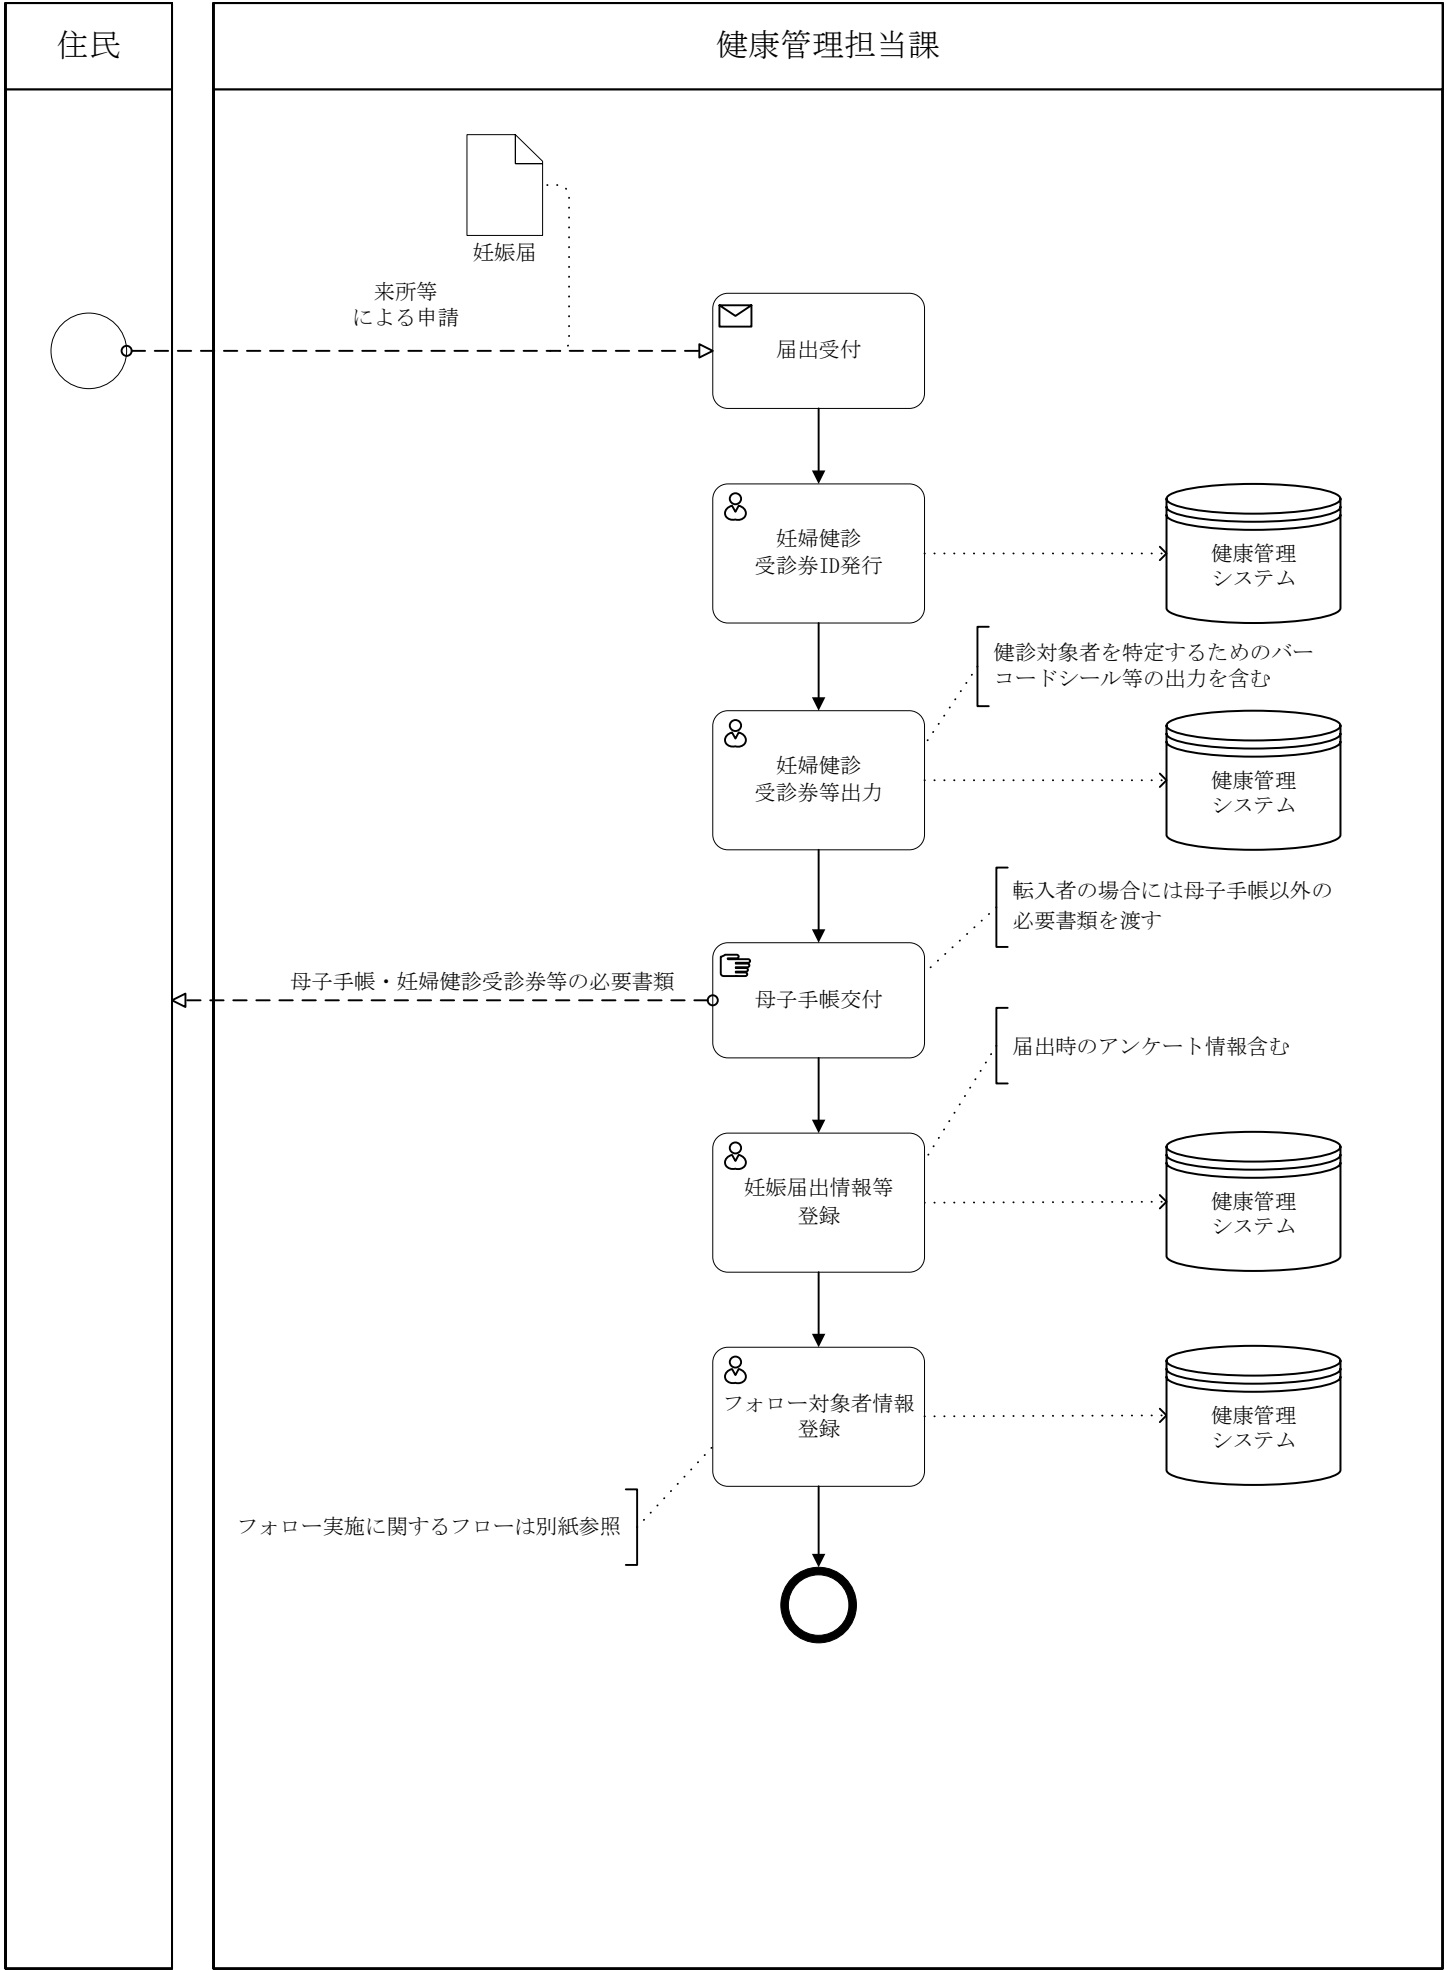 住民
健康管理担当課
妊娠届
来所等
による申請
届出受付
妊婦健診
受診券ID発行
健康管理
システム
健診対象者を特定するためのバー
コードシール等の出力を含む
妊婦健診
受診券等出力
健康管理
システム
転入者の場合には母子手帳以外の
必要書類を渡す
母子手帳・妊婦健診受診券等の必要書類
母子手帳交付
届出時のアンケート情報含む
妊娠届出情報等
登録
健康管理
システム
フォロー対象者情報
登録
健康管理
システム
フォロー実施に関するフローは別紙参照